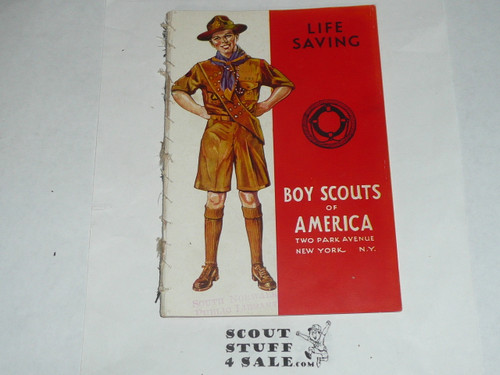 LIFE
SAVING
BOY SCOUTS
OF
AMERICA
TWO PARK AVENUE
NEW YORK N.Y.
SCOUT
STUFF
4 SALE.com